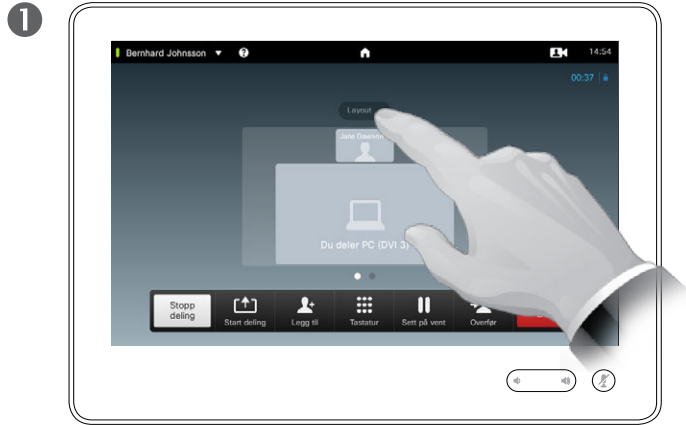 1
Bernhard Johnsson ? 14:54
00:37
Layout
Jane Dawson
Du deler PC (DVI 3)
Stopp
deling
Start deling Legg til Tastatur Sett på vent Overfør